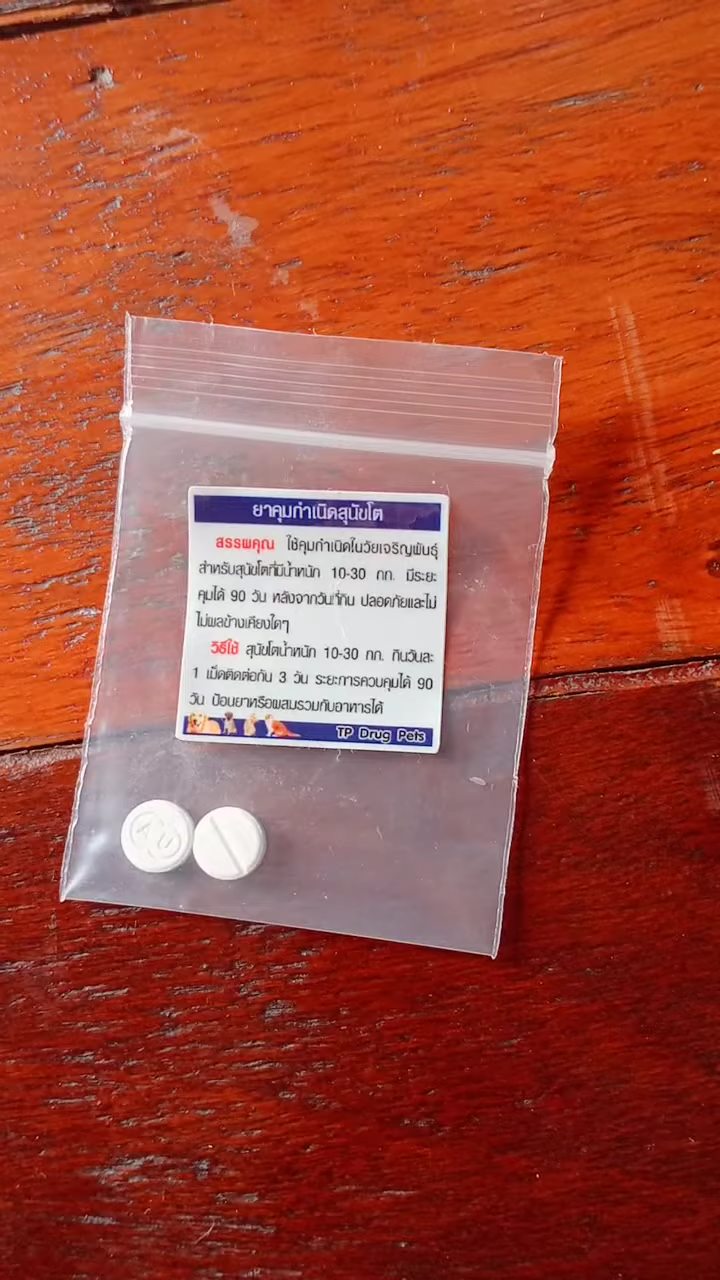 ยาคุมกำเนิดสุนัขโต
สรรพคุณ ใช้คุมกำเนิดในวัยเจริญพันธุ์
สำหรับสุนัขโตที่มีน้ำหนัก 10-30 กก. มีระยะ
คุมได้ 90 วัน หลังจากวันที่กิน ปลอดภัยและไม่
ไม่ผลข้างเคียงใดๆ
วิธีใช้ สุนัขโตน้ำหนัก 10-30 กก. กินวันละ
1 เม็ดติดต่อกัน 3 วัน ระยะการควบคุมได้ 90
วัน ป้อนยาหรือผสมรวมกับอาหารได้
TP Drug Pets